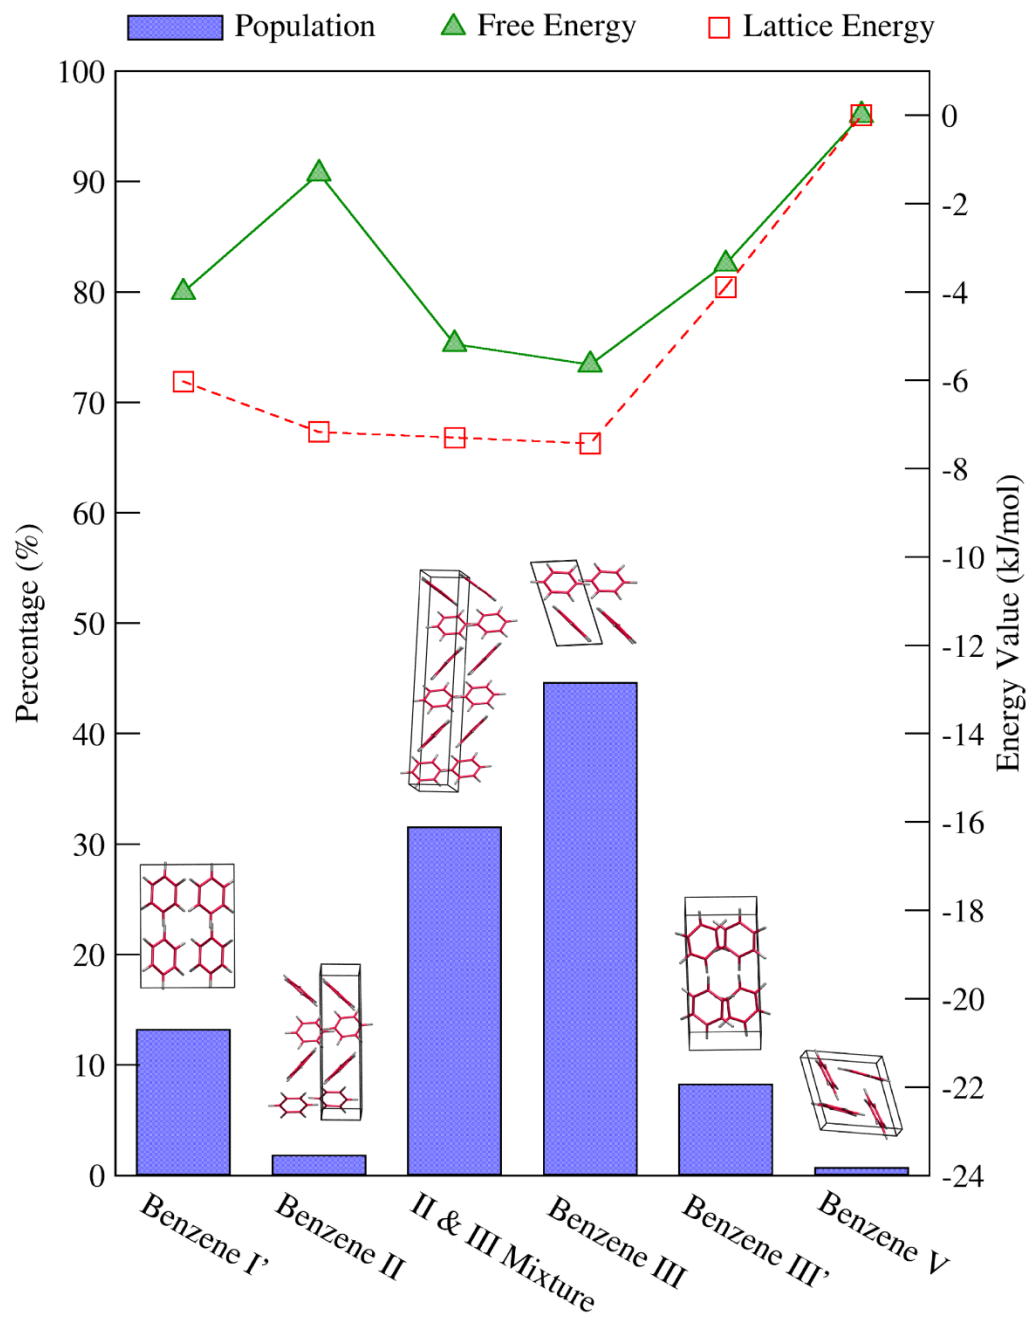 Population Free Energy Lattice Energy
100
90
80
70
60
50
40
30
20
10
0
Percentage (%)
0
-2
-4
-6
-8
-10
-12
-14
-16
-18
-20
-22
-24
Energy Value (kJ/mol)
Benzene I’
Benzene II
II & III Mixture
Benzene III
Benzene III’
Benzene V